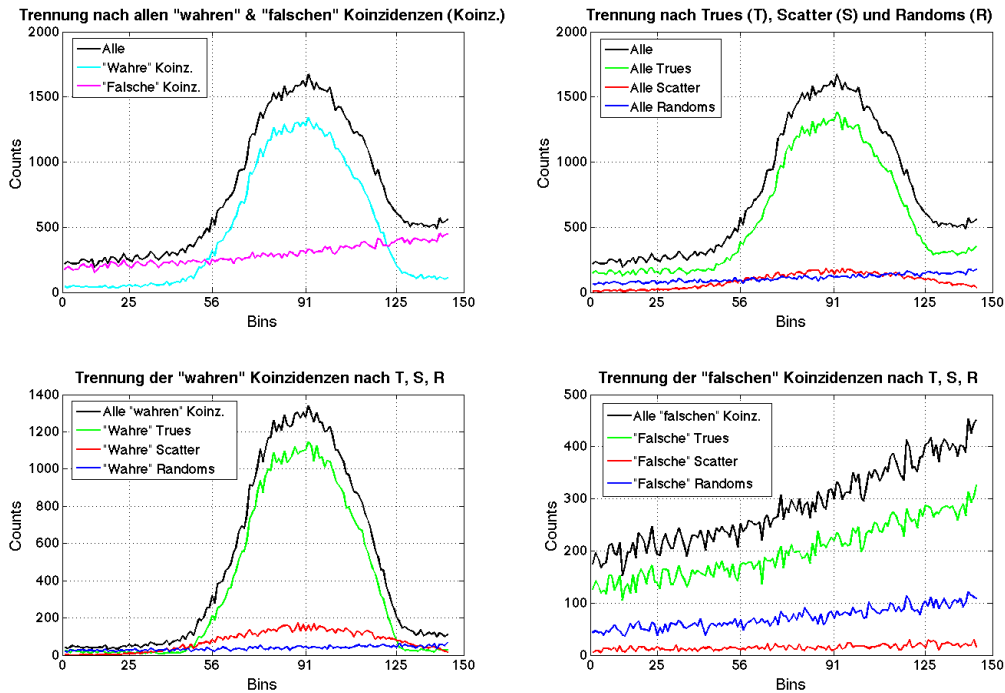 Trennung nach allen "wahren" & "falschen" Koinzidenzen (Koinz.)
2000
1500
1000
500
0
Counts
Alle
"Wahre" Koinz.
"Falsche" Koinz.
0
25
56
91
125
150
Bins
Trennung nach Trues (T), Scatter (S) und Randoms (R)
2000
1500
1000
500
0
Counts
Alle
Alle Trues
Alle Scatter
Alle Randoms
0
25
56
91
125
150
Bins
Trennung der "wahren" Koinzidenzen nach T, S, R
1400
1200
1000
800
600
400
200
0
Counts
Alle "wahren" Koinz.
"Wahre" Trues
"Wahre" Scatter
"Wahre" Randoms
0
25
56
91
125
150
Bins
Trennung der "falschen" Koinzidenzen nach T, S, R
500
400
300
200
100
0
Counts
Alle "falschen" Koinz.
"Falsche" Trues
"Falsche" Scatter
"Falsche" Randoms
0
25
56
91
125
150
Bins